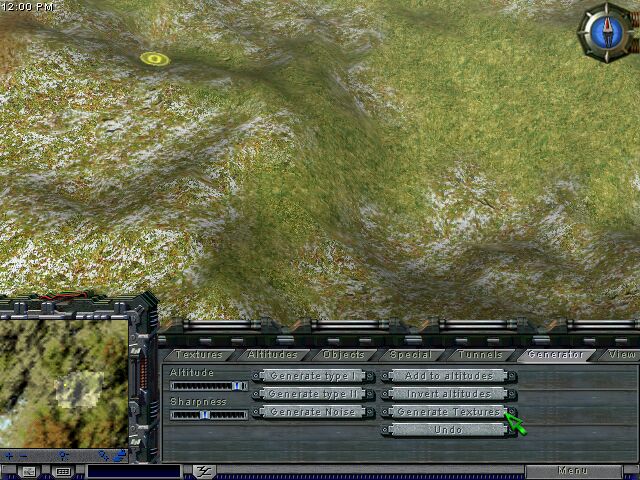 12:00 PM
Textures Altitudes Objects Special Tunnels Generator View
Altitude
Generate type I
Add to altitudes
Generate type II
Invert altitudes
Sharpness
Generate Noise
Generate Textures
Undo
Menu